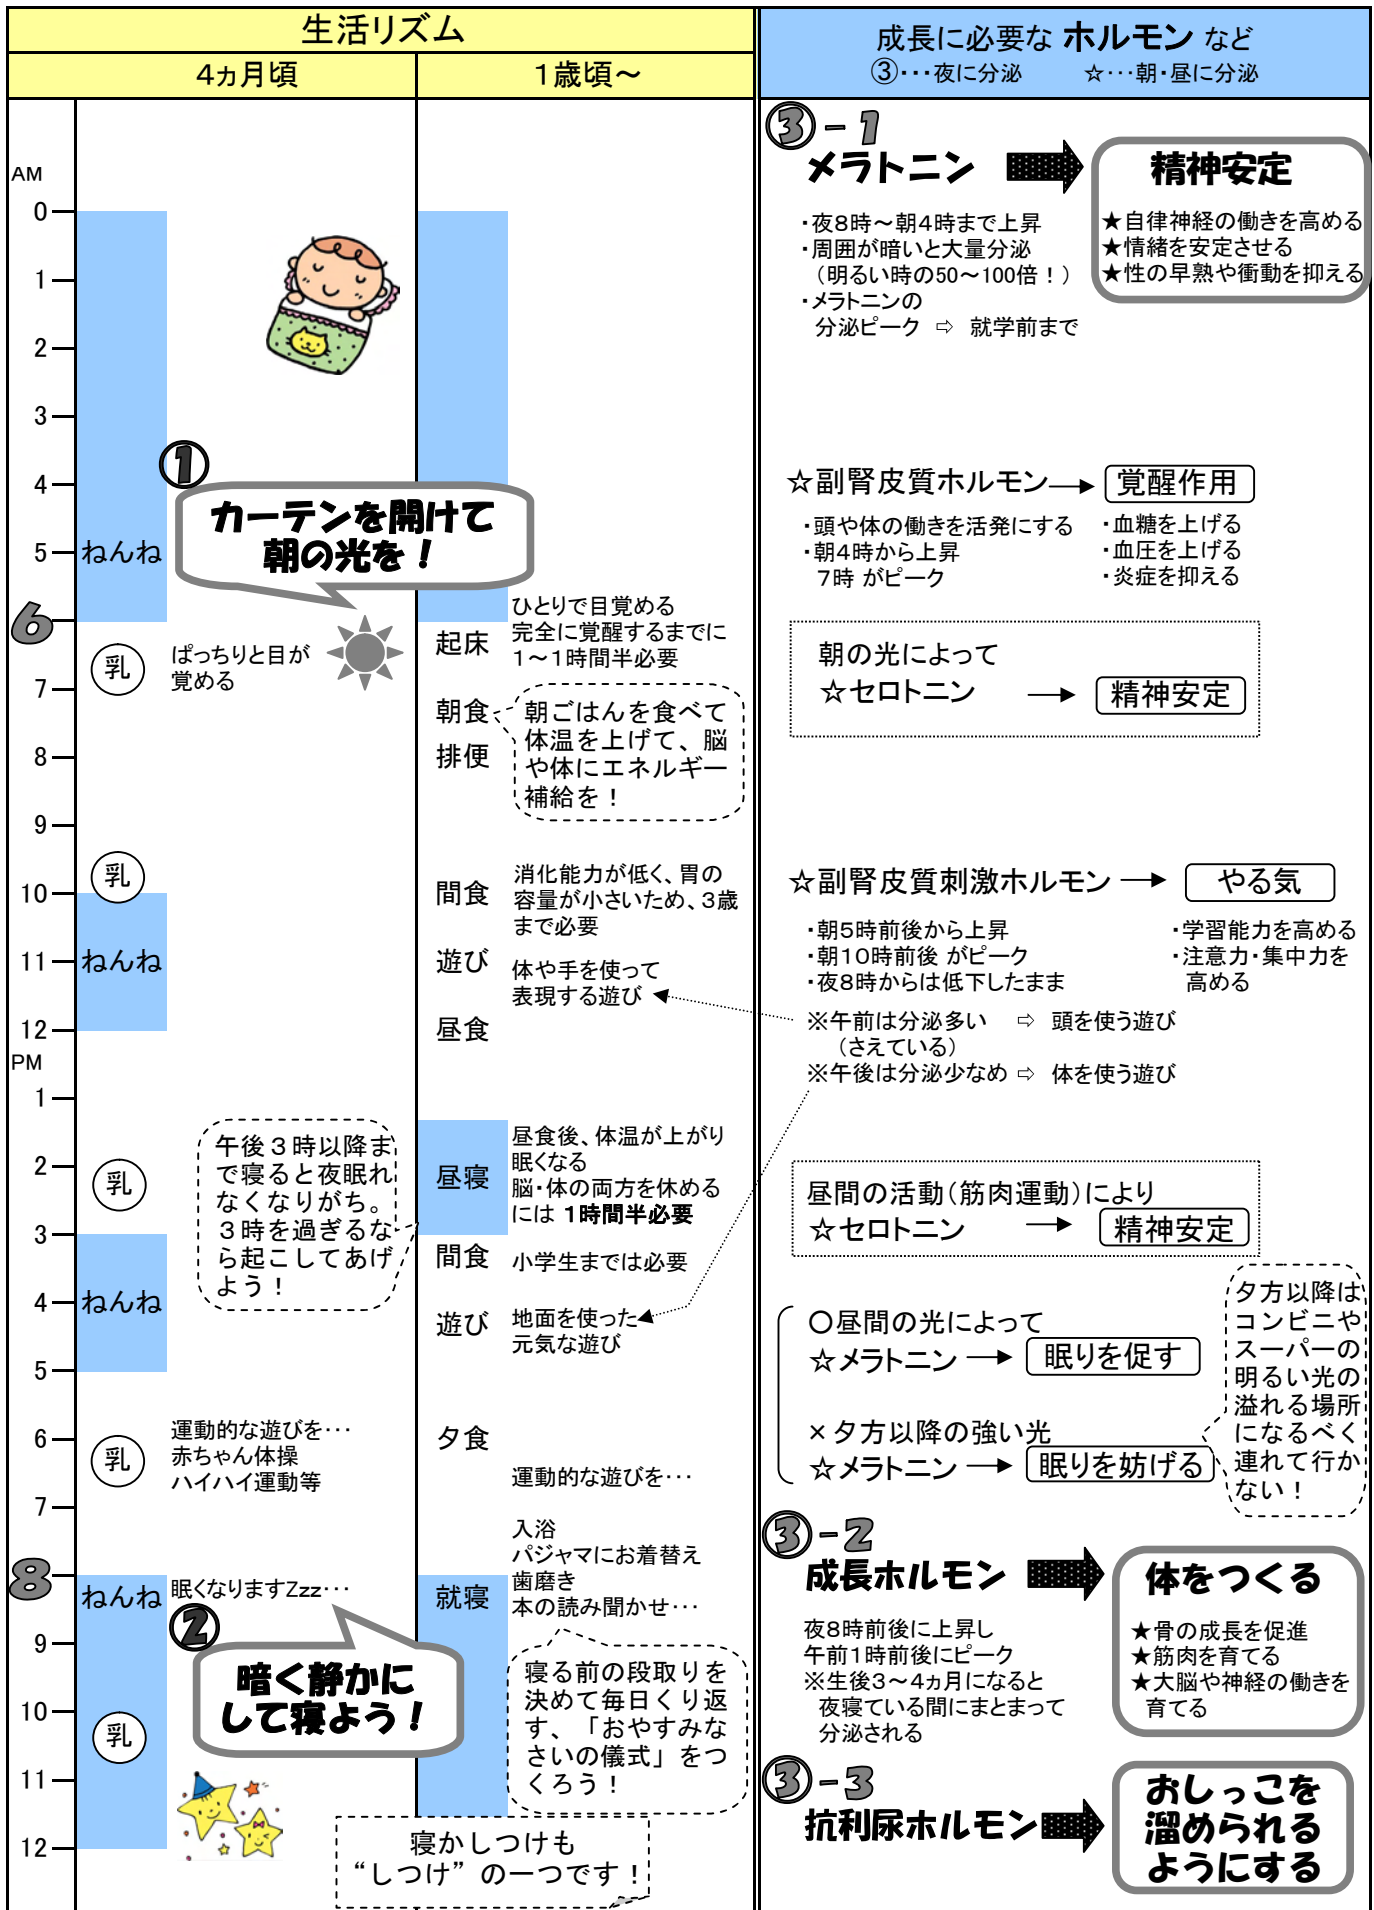 生活リズム
4ヵ月頃
1歳頃～
成長に必要な ホルモン など
③･･･夜に分泌　☆･･･朝・昼に分泌
AM
0
1
2
3
4
5
6
7
8
9
10
11
12
PM
1
2
3
4
5
6
7
8
9
10
11
12
①
カーテンを開けて
朝の光を！
ねんね
乳
ぱっちりと目が
覚める
乳
ねんね
午後３時以降ま
で寝ると夜眠れ
なくなりがち。
３時を過ぎるな
ら起こしてあげ
よう！
乳
ねんね
乳
運動的な遊びを･･･
赤ちゃん体操
ハイハイ運動等
ねんね
眠くなりますZzz･･･
②
暗く静かに
して寝よう！
乳
起床
ひとりで目覚める
完全に覚醒するまでに
１～１時間半必要
朝食
朝ごはんを食べて
体温を上げて、脳
や体にエネルギー
補給を！
排便
間食
消化能力が低く、胃の
容量が小さいため、３歳
まで必要
遊び
体や手を使って
表現する遊び
昼食
昼寝
昼食後、体温が上がり
眠くなる
脳・体の両方を休める
には 1時間半必要
間食
小学生までは必要
遊び
地面を使った
元気な遊び
夕食
運動的な遊びを･･･
入浴
パジャマにお着替え
歯磨き
本の読み聞かせ･･･
就寝
寝る前の段取りを
決めて毎日くり返
す、「おやすみな
さいの儀式」をつ
くろう！
寝かしつけも
“しつけ”の一つです！
③－1
メラトニン
精神安定
・夜８時～朝４時まで上昇
・周囲が暗いと大量分泌
（明るい時の50～100倍！）
・メラトニンの
分泌ピーク ⇨ 就学前まで
★自律神経の働きを高める
★情緒を安定させる
★性の早熟や衝動を抑える
☆副腎皮質ホルモン
覚醒作用
・頭や体の働きを活発にする
・朝４時から上昇
７時 がピーク
・血糖を上げる
・血圧を上げる
・炎症を抑える
朝の光によって
☆セロトニン
精神安定
☆副腎皮質刺激ホルモン
やる気
・朝５時前後から上昇
・朝１０時前後 がピーク
・夜８時からは低下したまま
・学習能力を高める
・注意力・集中力を
高める
※午前は分泌多い ⇨ 頭を使う遊び
（さえている）
※午後は分泌少なめ ⇨ 体を使う遊び
昼間の活動（筋肉運動）により
☆セロトニン
精神安定
○昼間の光によって
☆メラトニン
眠りを促す
×夕方以降の強い光
☆メラトニン
眠りを妨げる
夕方以降は
コンビニや
スーパーの
明るい光の
溢れる場所
になるべく
連れて行か
ない！
③－2
成長ホルモン
体をつくる
夜８時前後に上昇し
午前１時前後にピーク
※生後３～４ヵ月になると
夜寝ている間にまとまって
分泌される
★骨の成長を促進
★筋肉を育てる
★大脳や神経の働きを
育てる
③－3
抗利尿ホルモン
おしっこを
溜められる
ようにする